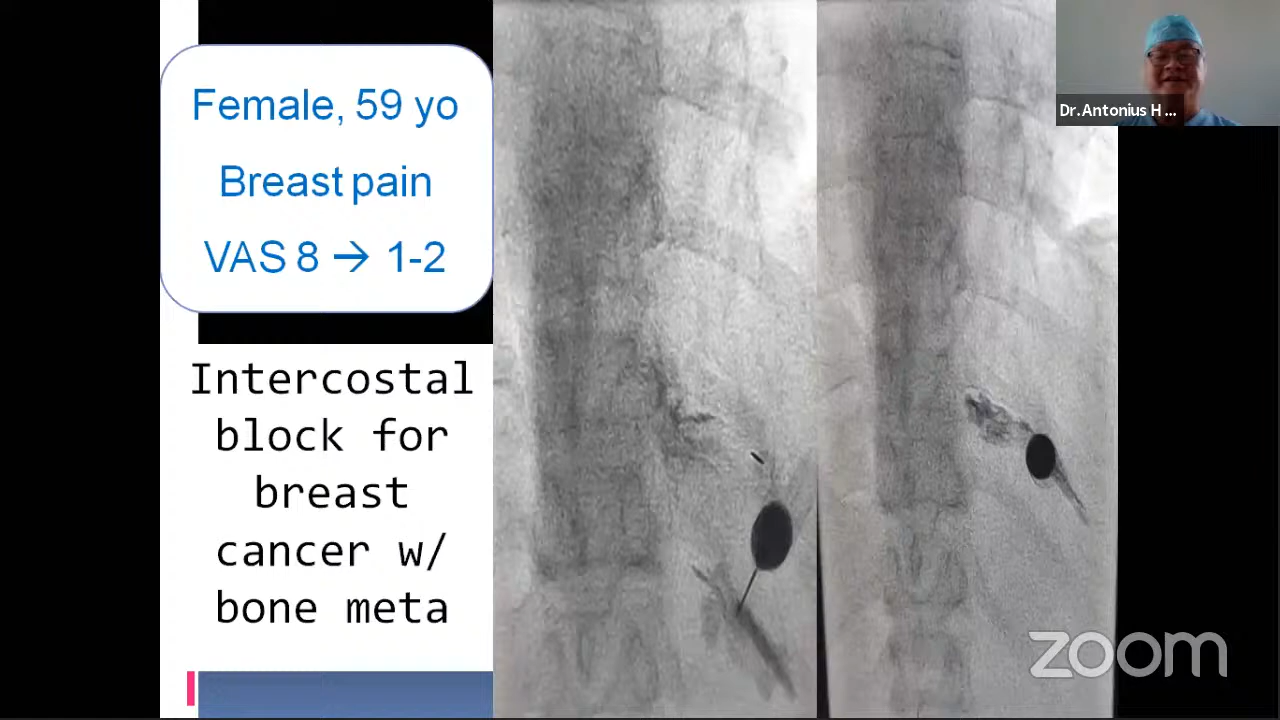 Female, 59 yo
Breast pain
VAS 8 → 1-2
Intercostal
block for
breast
cancer w/
bone meta
Dr.Antonius H ...
zoom